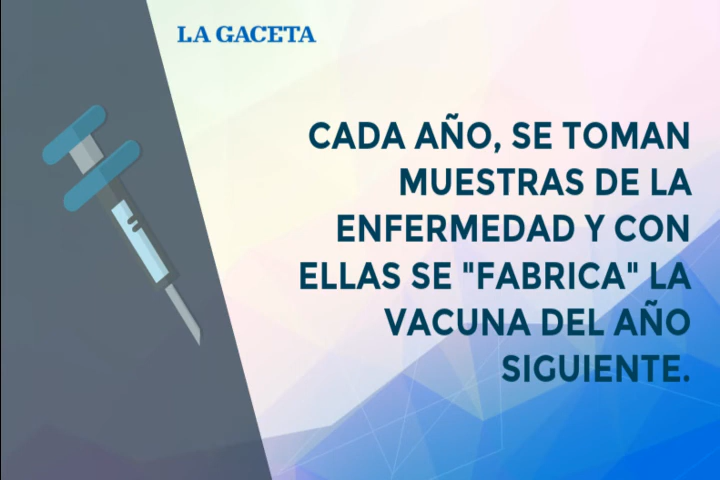 LA GACETA
CADA AÑO, SE TOMAN
MUESTRAS DE LA
ENFERMEDAD Y CON
ELLAS SE "FABRICA" LA
VACUNA DEL AÑO
SIGUIENTE.